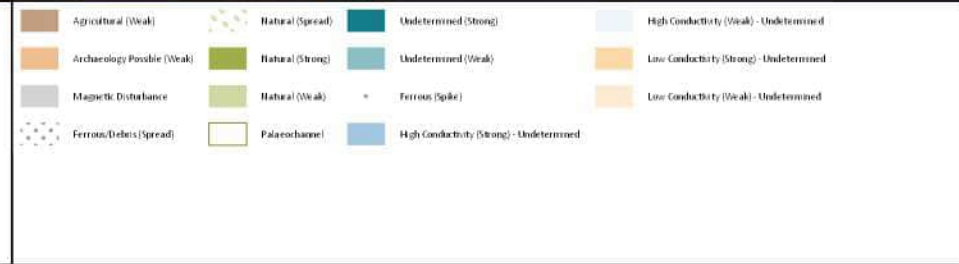 Agricultural (Weak)
Archaeology Possible (Weak)
Magnetic Disturbance
Ferrous/Debris (Spread)
Natural (Spread)
Natural (Strong)
Natural (Weak)
Palaeochannel
Undetermined (Strong)
Undetermined (Weak)
Ferrous (Spike)
High Conductivity (Strong) - Undetermined
High Conductivity (Weak) - Undetermined
Low Conductivity (Strong) - Undetermined
Low Conductivity (Weak) - Undetermined